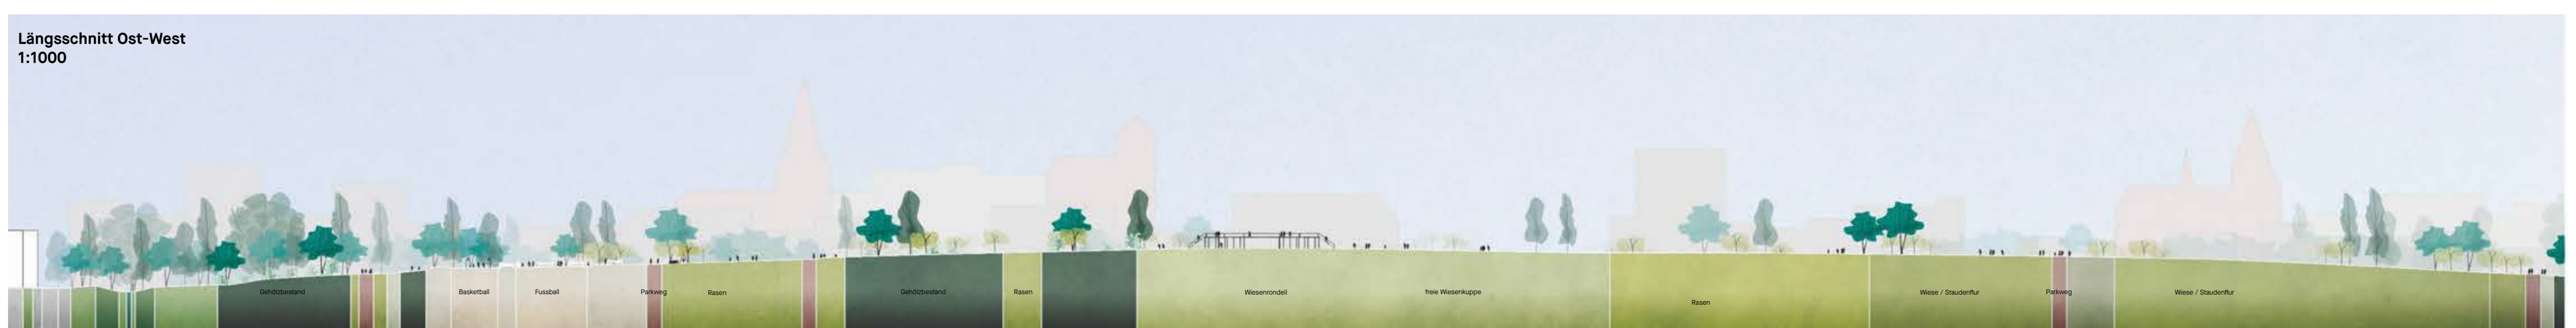 Längsschnitt Ost-West
1:1000
Gehölzbestand
Basketball
Fussball
Parkweg
Rasen
Gehölzbestand
Rasen
Wiesenrondell
freie Wiesenkuppe
Rasen
Wiese / Staudenflur
Parkweg
Wiese / Staudenflur